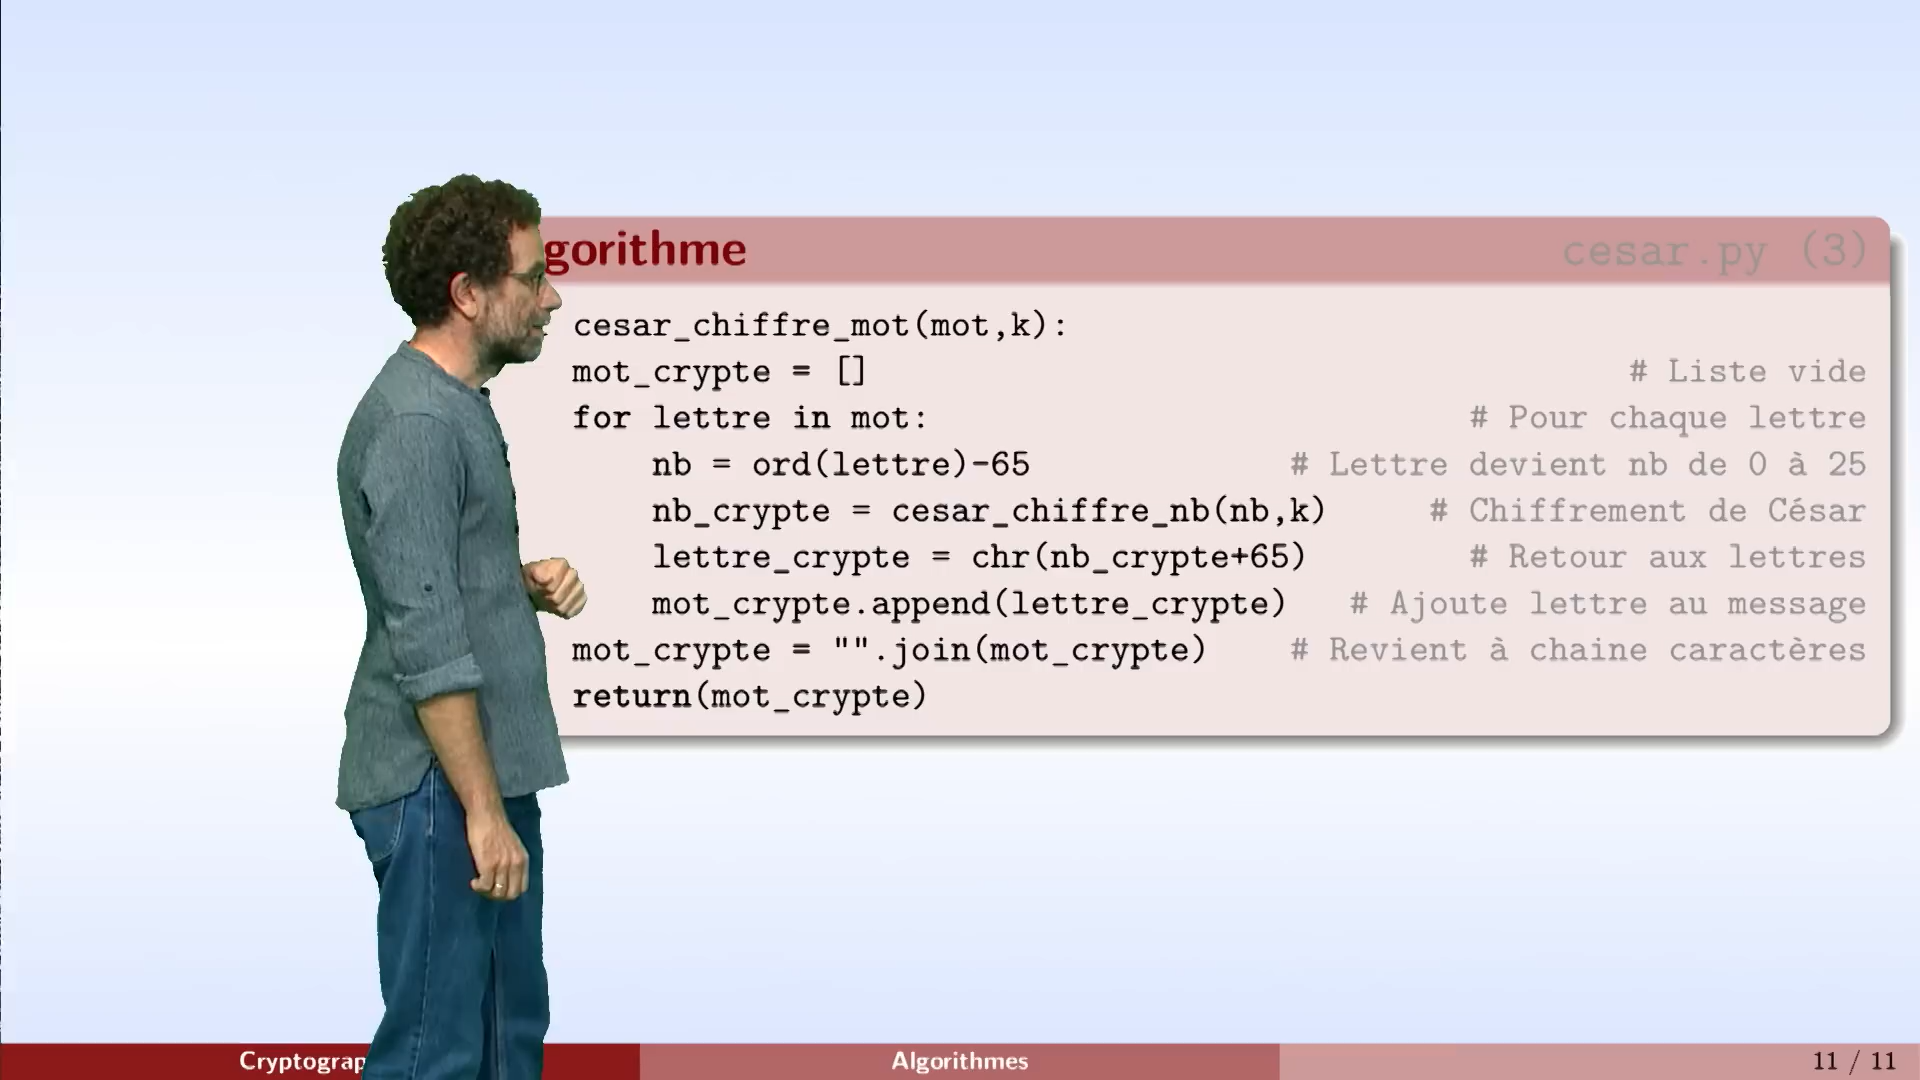 gorithme cesar.py (3)
cesar_chiffre_mot(mot,k):
mot_crypte = [] # Liste vide
for lettre in mot: # Pour chaque lettre
nb = ord(lettre)-65 # Lettre devient nb de 0 à 25
nb_crypte = cesar_chiffre_nb(nb,k) # Chiffrement de César
lettre_crypte = chr(nb_crypte+65) # Retour aux lettres
mot_crypte.append(lettre_crypte) # Ajoute lettre au message
mot_crypte = "".join(mot_crypte) # Revient à chaine caractères
return(mot_crypte)
Cryptograp Algorithmes 11 / 11